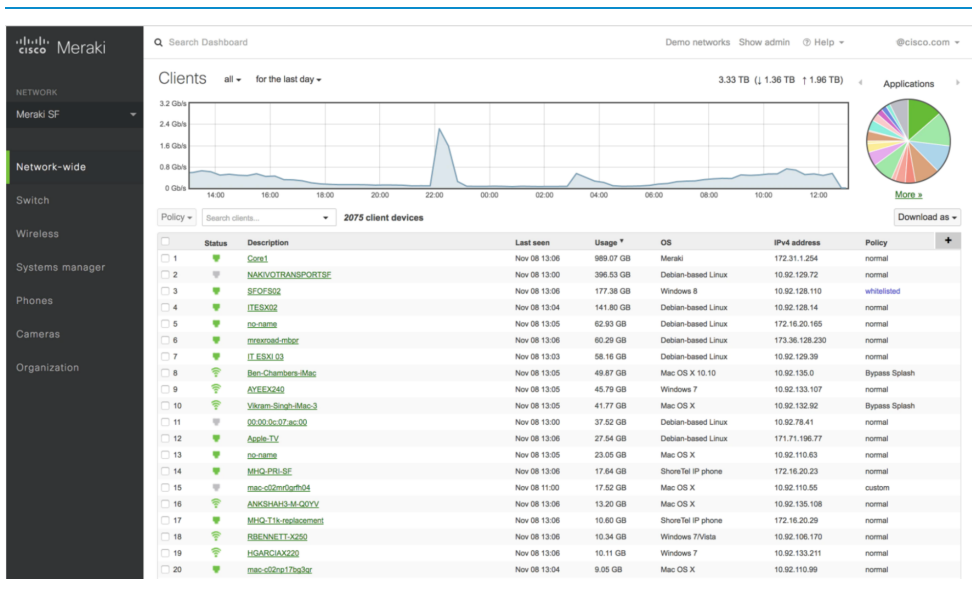 cisco Meraki
Search Dashboard
Demo networks Show admin Help @cisco.com
NETWORK
Meraki SF
Network-wide
Switch
Wireless
Systems manager
Phones
Cameras
Organization
Clients all for the last day
3.33 TB (↓ 1.36 TB ↑ 1.96 TB)
Applications
3.2 Gb/s
2.4 Gb/s
1.6 Gb/s
0.8 Gb/s
0 Gb/s
14:00 16:00 18:00 20:00 22:00 00:00 02:00 04:00 06:00 08:00 10:00 12:00
More »
Policy Search clients... 2075 client devices Download as
Status Description Last seen Usage ▼ OS IPv4 address Policy +
1 Core1 Nov 08 13:06 989.07 GB Meraki 172.31.1.254 normal
2 NAKIVOTRANSPORTSF Nov 08 13:00 396.53 GB Debian-based Linux 10.92.129.72 normal
3 SFOFS02 Nov 08 13:06 177.38 GB Windows 8 10.92.128.110 whitelisted
4 ITESX02 Nov 08 13:04 141.80 GB Debian-based Linux 10.92.128.14 normal
5 no-name Nov 08 13:05 62.93 GB Debian-based Linux 172.16.20.165 normal
6 mrexroad-mbpr Nov 08 13:06 60.29 GB Debian-based Linux 173.36.128.230 normal
7 IT ESXI 03 Nov 08 13:03 58.16 GB Debian-based Linux 10.92.129.39 normal
8 Ben-Chambers-iMac Nov 08 13:05 49.87 GB Mac OS X 10.10 10.92.135.0 Bypass Splash
9 AYEEX240 Nov 08 13:05 45.79 GB Windows 7 10.92.133.107 normal
10 Vikram-Singh-iMac-3 Nov 08 13:05 41.77 GB Mac OS X 10.92.132.92 Bypass Splash
11 00:00:0c:07:ac:00 Nov 08 13:00 37.52 GB Debian-based Linux 10.92.78.41 normal
12 Apple-TV Nov 08 13:06 27.54 GB Debian-based Linux 171.71.196.77 normal
13 no-name Nov 08 13:05 23.05 GB Mac OS X 10.92.110.63 normal
14 MHQ-PRI-SF Nov 08 13:06 17.64 GB ShoreTel IP phone 172.16.20.23 normal
15 mac-c02mr0grfh04 Nov 08 11:00 17.52 GB Mac OS X 10.92.110.55 custom
16 ANKSHAH3-M-Q0YV Nov 08 13:06 13.20 GB Mac OS X 10.92.135.108 normal
17 MHQ-T1k-replacement Nov 08 13:06 10.60 GB ShoreTel IP phone 172.16.20.29 normal
18 RBENNETT-X250 Nov 08 13:06 10.34 GB Windows 7/Vista 10.92.106.170 normal
19 HGARCIAX220 Nov 08 13:06 10.11 GB Windows 7 10.92.133.211 normal
20 mac-c02np17bg3qr Nov 08 13:04 9.05 GB Mac OS X 10.92.110.99 normal